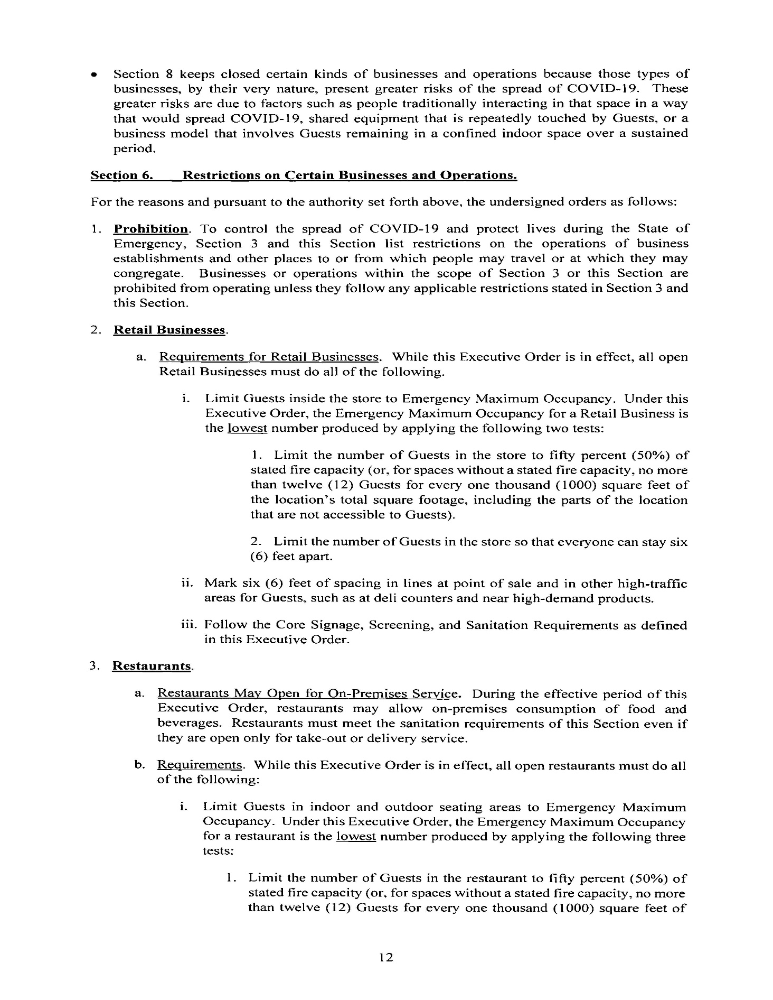 • Section 8 keeps closed certain kinds of businesses and operations because those types of
businesses, by their very nature, present greater risks of the spread of COVID-19. These
greater risks are due to factors such as people traditionally interacting in that space in a way
that would spread COVID-19, shared equipment that is repeatedly touched by Guests, or a
business model that involves Guests remaining in a confined indoor space over a sustained
period.
Section 6. Restrictions on Certain Businesses and Operations.
For the reasons and pursuant to the authority set forth above, the undersigned orders as follows:
1. Prohibition. To control the spread of COVID-19 and protect lives during the State of
Emergency, Section 3 and this Section list restrictions on the operations of business
establishments and other places to or from which people may travel or at which they may
congregate. Businesses or operations within the scope of Section 3 or this Section are
prohibited from operating unless they follow any applicable restrictions stated in Section 3 and
this Section.
2. Retail Businesses.
a. Requirements for Retail Businesses. While this Executive Order is in effect, all open
Retail Businesses must do all of the following.
i. Limit Guests inside the store to Emergency Maximum Occupancy. Under this
Executive Order, the Emergency Maximum Occupancy for a Retail Business is
the lowest number produced by applying the following two tests:
1. Limit the number of Guests in the store to fifty percent (50%) of
stated fire capacity (or, for spaces without a stated fire capacity, no more
than twelve (12) Guests for every one thousand (1000) square feet of
the location's total square footage, including the parts of the location
that are not accessible to Guests).
2. Limit the number of Guests in the store so that everyone can stay six
(6) feet apart.
ii. Mark six (6) feet of spacing in lines at point of sale and in other high-traffic
areas for Guests, such as at deli counters and near high-demand products.
iii. Follow the Core Signage, Screening, and Sanitation Requirements as defined
in this Executive Order.
3. Restaurants.
a. Restaurants May Open for On-Premises Service. During the effective period of this
Executive Order, restaurants may allow on-premises consumption of food and
beverages. Restaurants must meet the sanitation requirements of this Section even if
they are open only for take-out or delivery service.
b. Requirements. While this Executive Order is in effect, all open restaurants must do all
of the following:
i. Limit Guests in indoor and outdoor seating areas to Emergency Maximum
Occupancy. Under this Executive Order, the Emergency Maximum Occupancy
for a restaurant is the lowest number produced by applying the following three
tests:
1. Limit the number of Guests in the restaurant to fifty percent (50%) of
stated fire capacity (or, for spaces without a stated fire capacity, no more
than twelve (12) Guests for every one thousand (1000) square feet of
12